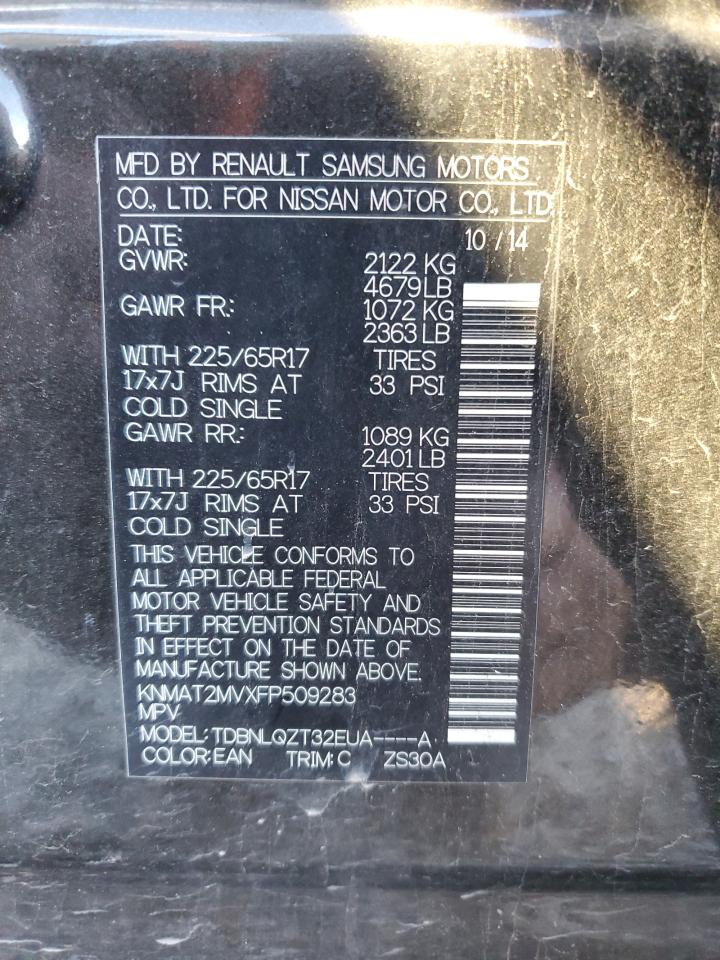 MFD BY RENAULT SAMSUNG MOTORS
CO., LTD. FOR NISSAN MOTOR CO., LTD.
DATE: 10 / 14
GVWR: 2122 KG
4679 LB
GAWR FR: 1072 KG
2363 LB
WITH 225/65R17 TIRES
17x7J RIMS AT 33 PSI
COLD SINGLE
GAWR RR: 1089 KG
2401 LB
WITH 225/65R17 TIRES
17x7J RIMS AT 33 PSI
COLD SINGLE
THIS VEHICLE CONFORMS TO
ALL APPLICABLE FEDERAL
MOTOR VEHICLE SAFETY AND
THEFT PREVENTION STANDARDS
IN EFFECT ON THE DATE OF
MANUFACTURE SHOWN ABOVE.
KNMAT2MVXFP509283
MPV
MODEL: TDBNLQZT32EUA----A
COLOR: EAN TRIM: C ZS30A